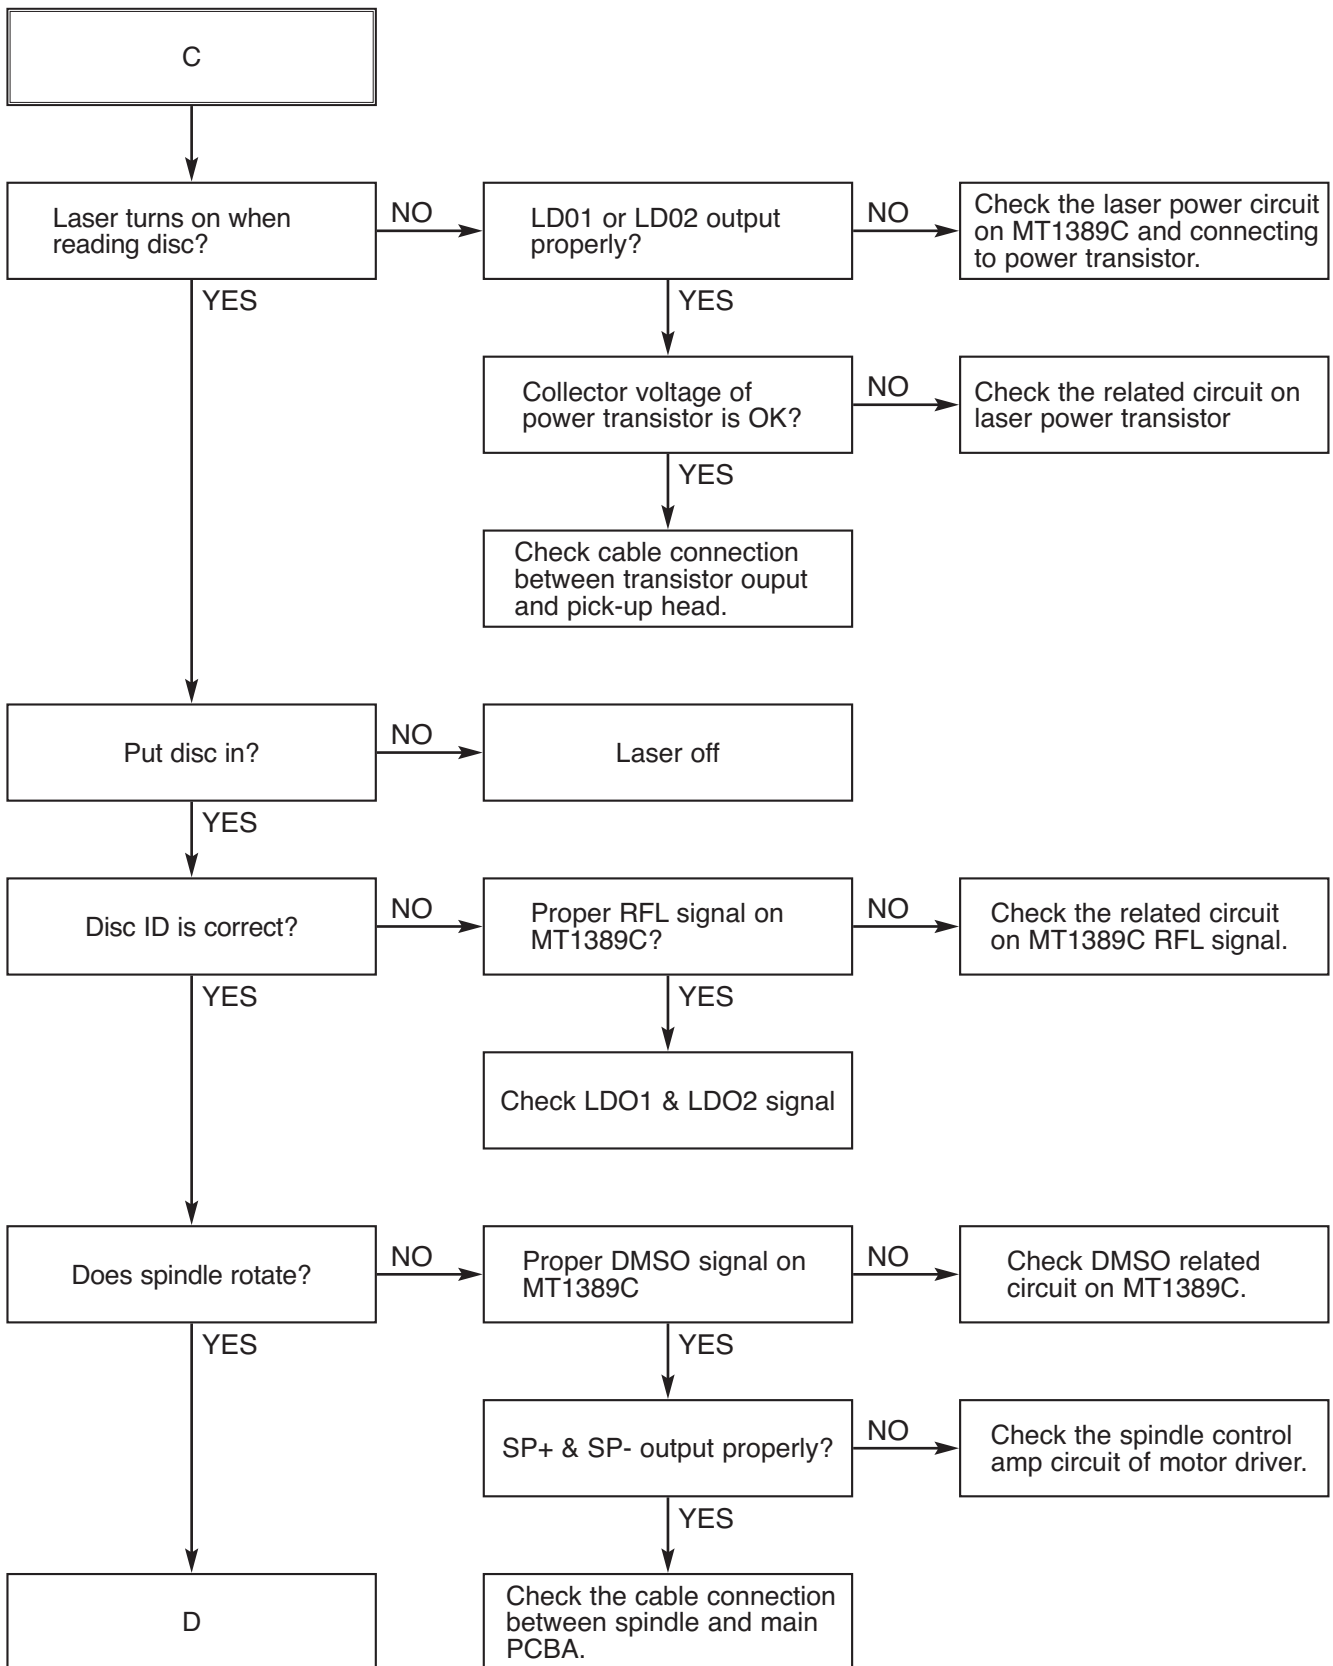 C
Laser turns on when
reading disc?
NO
LD01 or LD02 output
properly?
NO
Check the laser power circuit
on MT1389C and connecting
to power transistor.
YES
YES
Collector voltage of
power transistor is OK?
NO
Check the related circuit on
laser power transistor
YES
Check cable connection
between transistor ouput
and pick-up head.
Put disc in?
NO
Laser off
YES
Disc ID is correct?
NO
Proper RFL signal on
MT1389C?
NO
Check the related circuit
on MT1389C RFL signal.
YES
YES
Check LDO1 & LDO2 signal
Does spindle rotate?
NO
Proper DMSO signal on
MT1389C
NO
Check DMSO related
circuit on MT1389C.
YES
YES
SP+ & SP- output properly?
NO
Check the spindle control
amp circuit of motor driver.
YES
D
Check the cable connection
between spindle and main
PCBA.